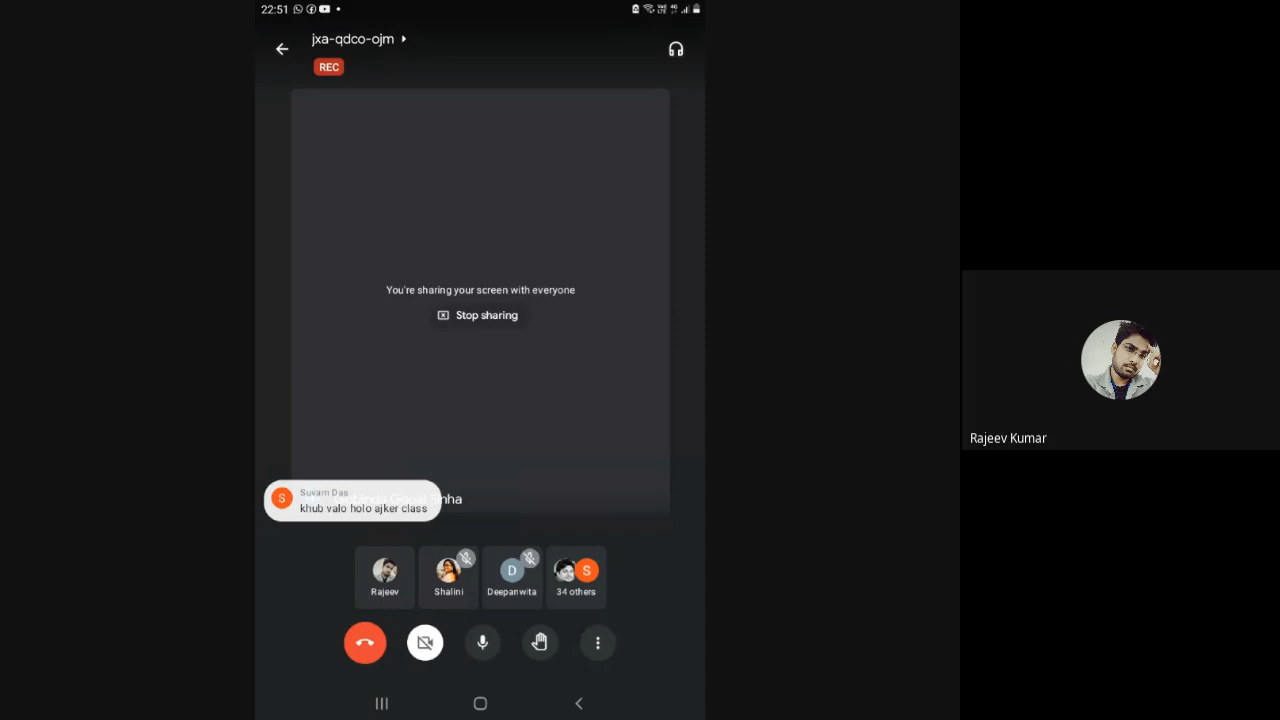 22:51
jxa-qdco-ojm
REC
You're sharing your screen with everyone
Stop sharing
Suvam Das
khub valo holo ajker class
Sinha
Rajeev
Shalini
D
Deepanwita
S
34 others
S
Rajeev Kumar